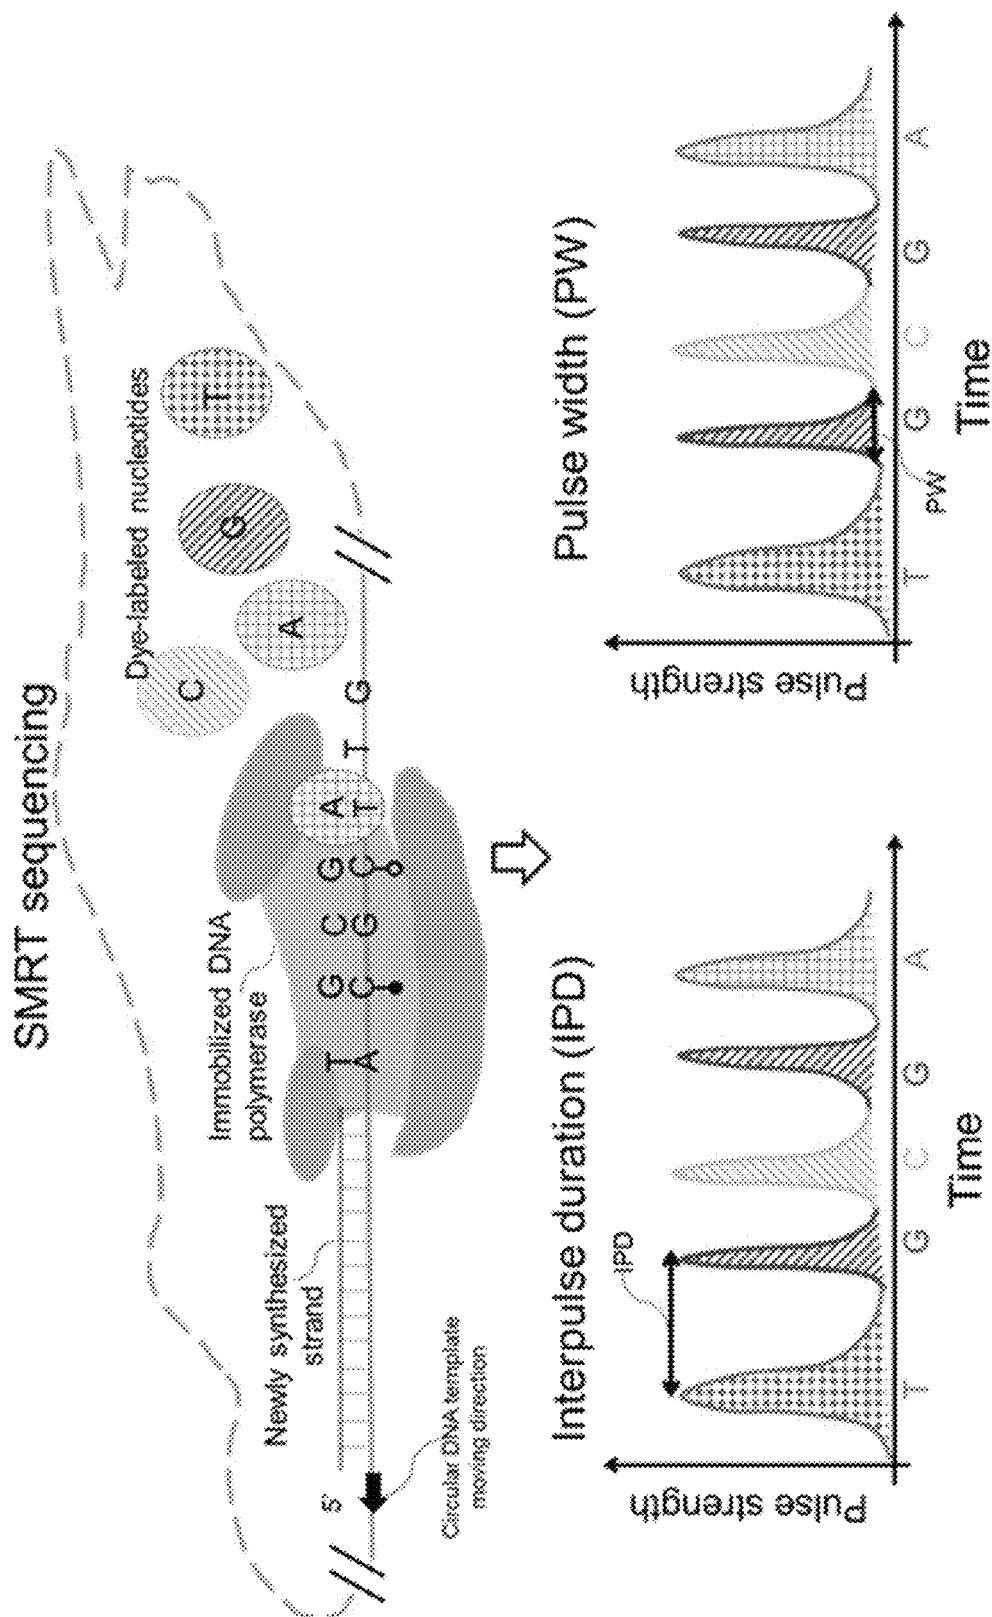 SMRT sequencing
Dye-labeled nucleotides
C
A
G
T
Immobilized DNA
polymerase
Newly synthesized
strand
5'
T G C G A
A C G C T T G
Circular DNA template
moving direction
Interpulse duration (IPD)
IPD
Pulse strength
T G C G A
Time
Pulse width (PW)
Pulse strength
PW
T G C G A
Time